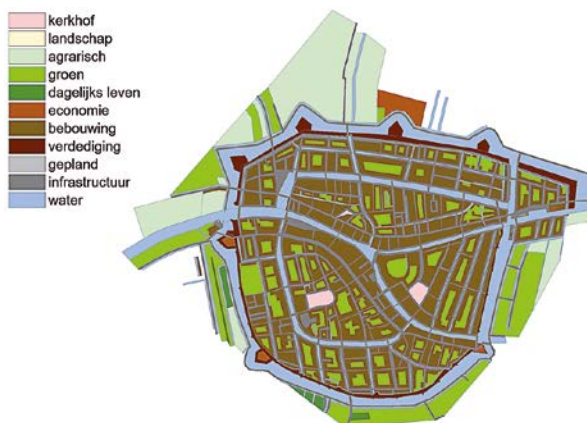 kerkhof
landschap
agrarisch
groen
dagelijks leven
economie
bebouwing
verdediging
gepland
infrastructuur
water